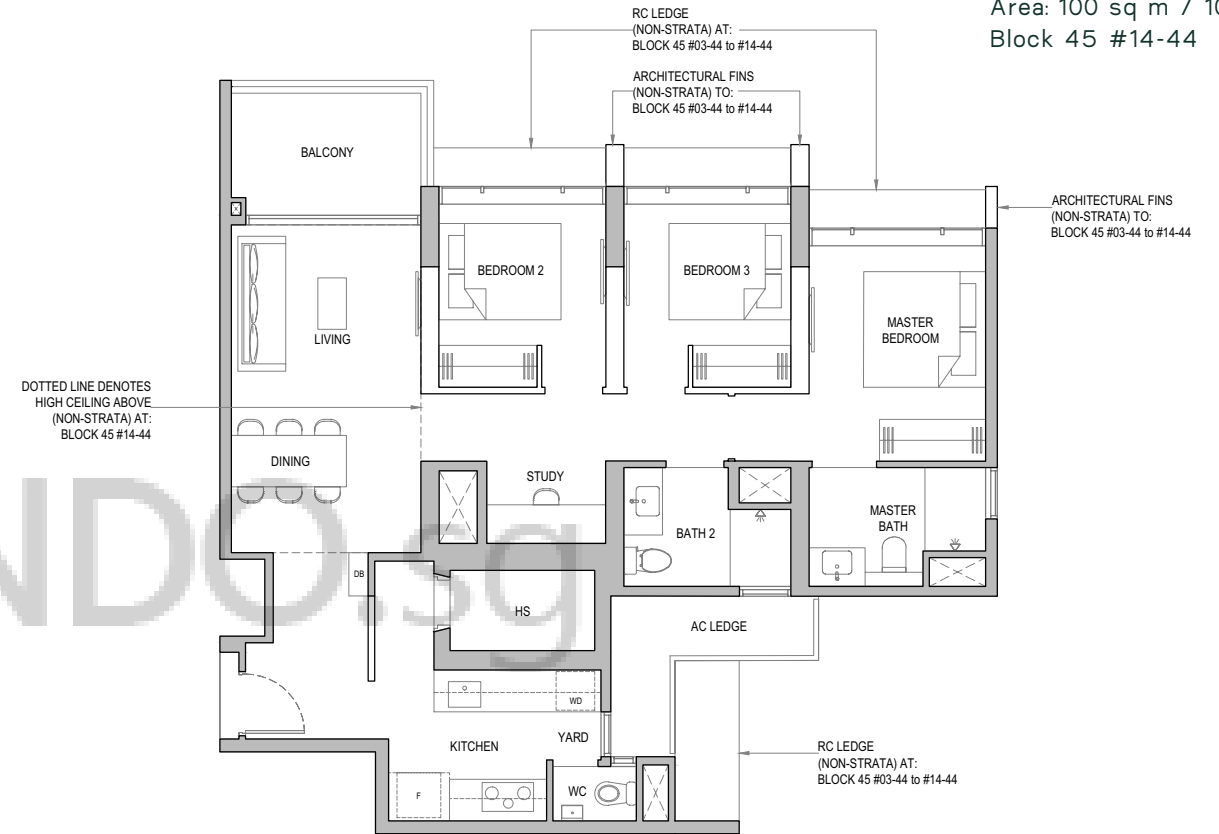 Area: 100 sq m / 10
Block 45 #14-44
RC LEDGE
(NON-STRATA) AT:
BLOCK 45 #03-44 to #14-44
ARCHITECTURAL FINS
(NON-STRATA) TO:
BLOCK 45 #03-44 to #14-44
BALCONY
ARCHITECTURAL FINS
(NON-STRATA) TO:
BLOCK 45 #03-44 to #14-44
BEDROOM 2
BEDROOM 3
MASTER
BEDROOM
LIVING
DOTTED LINE DENOTES
HIGH CEILING ABOVE
(NON-STRATA) AT:
BLOCK 45 #14-44
DINING
STUDY
BATH 2
MASTER
BATH
DB
HS
AC LEDGE
WD
KITCHEN
YARD
RC LEDGE
(NON-STRATA) AT:
BLOCK 45 #03-44 to #14-44
F
WC
NDO.sg